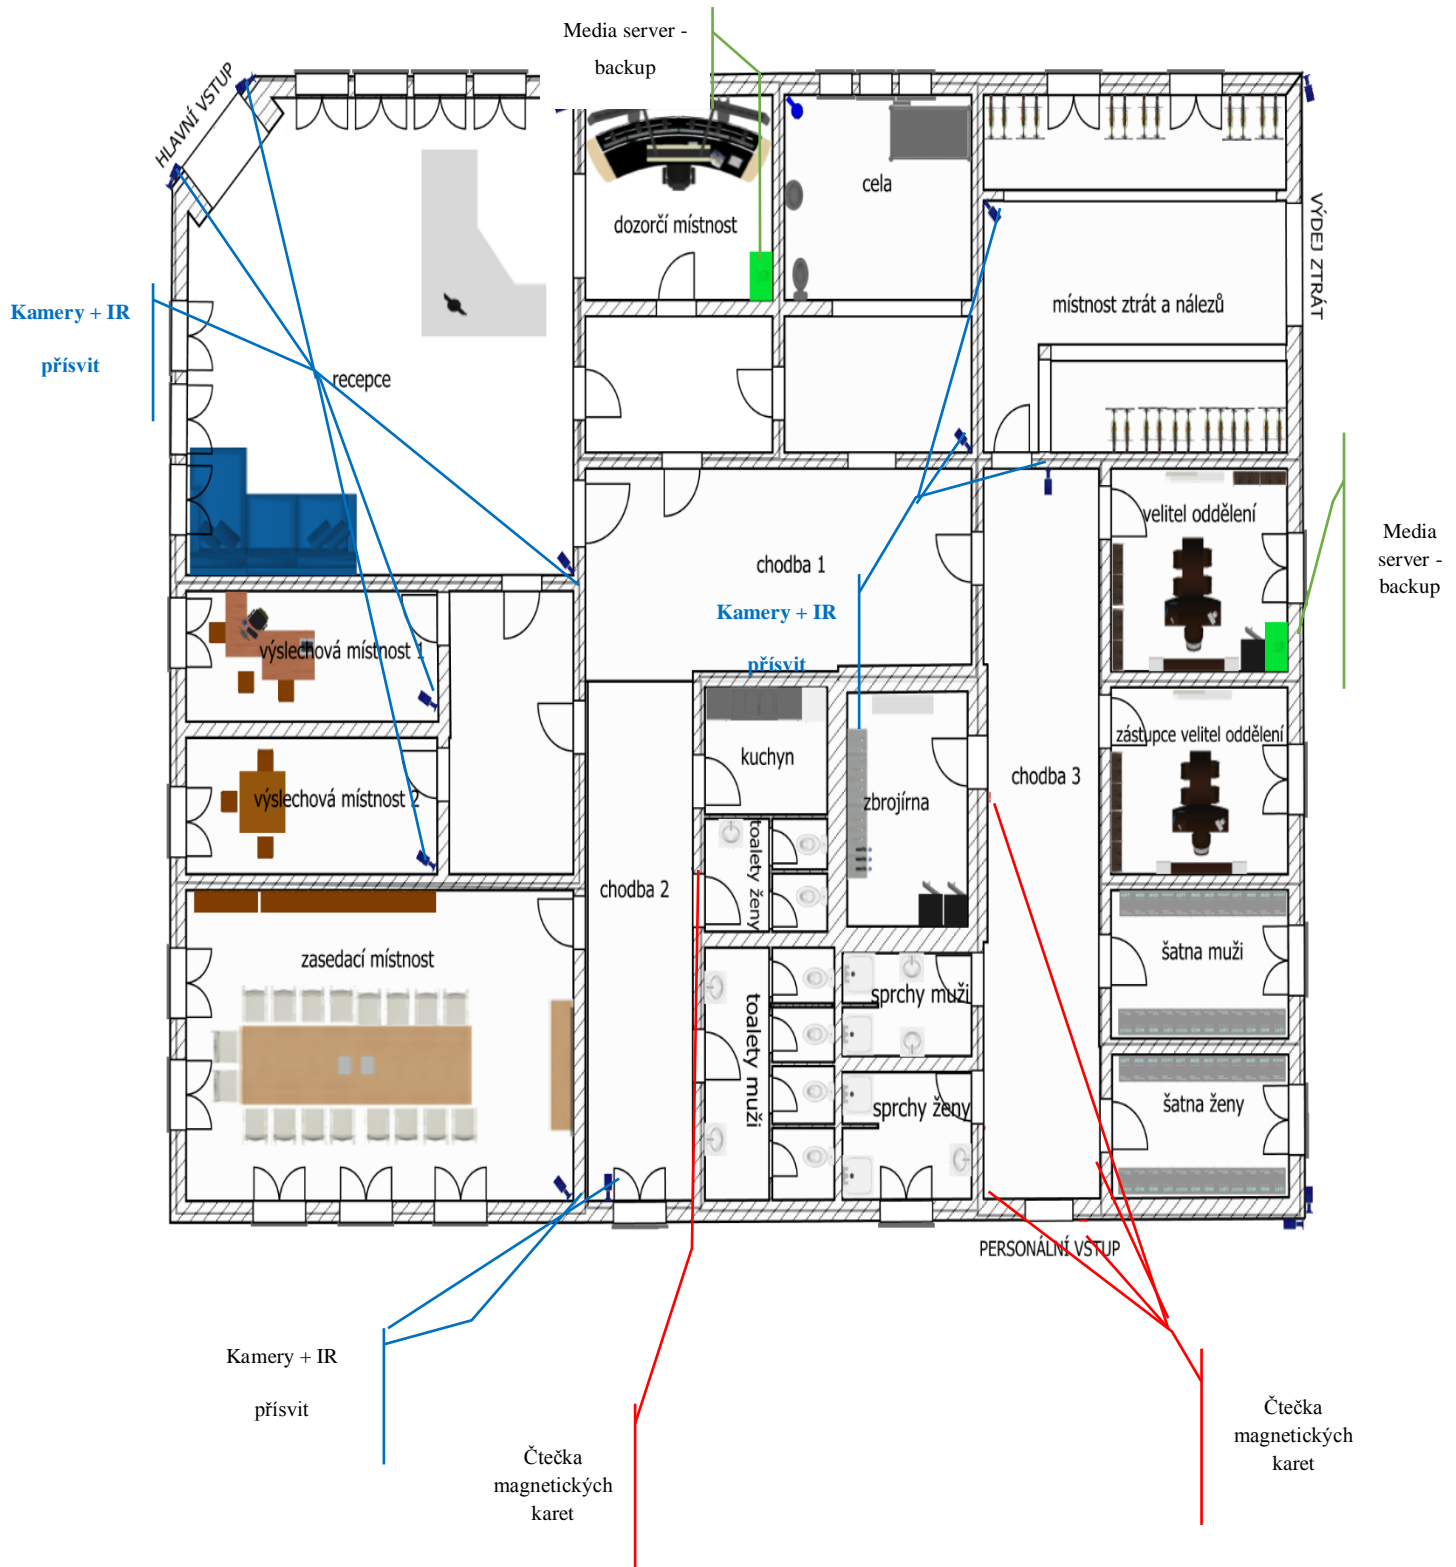 Media server -
backup
HLAVNÍ VSTUP
cela
dozorčí místnost
VÝDEJ ZTRÁT
místnost ztrát a nálezů
Kamery + IR
přísvit
recepce
velitel oddělení
Media
server -
backup
chodba 1
Kamery + IR
přísvit
výslechová místnost 1
zástupce velitel oddělení
kuchyn
chodba 3
výslechová místnost 2
zbrojírna
toalety ženy
chodba 2
zasedací místnost
šatna muži
sprchy muži
toalety muži
sprchy ženy
šatna ženy
PERSONÁLNÍ VSTUP
Kamery + IR
přísvit
Čtečka
magnetických
karet
Čtečka
magnetických
karet